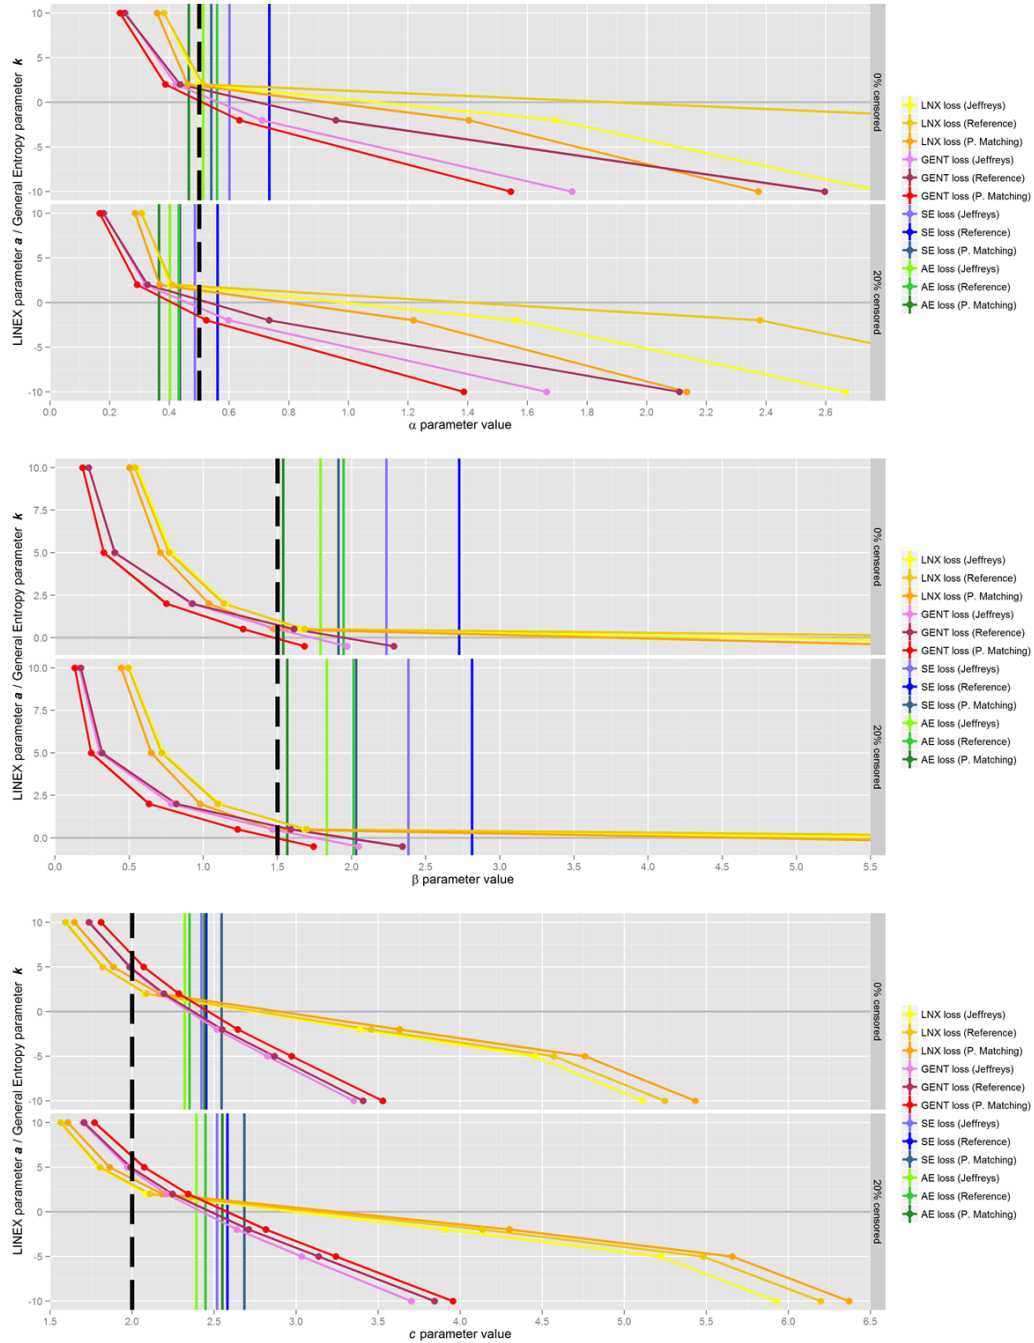 LINEX parameter a / General Entropy parameter k
10
5
0
-5
-10
0% censored
10
5
0
-5
-10
20% censored
0.0 0.2 0.4 0.6 0.8 1.0 1.2 1.4 1.6 1.8 2.0 2.2 2.4 2.6
α parameter value
LNX loss (Jeffreys)
LNX loss (Reference)
LNX loss (P. Matching)
GENT loss (Jeffreys)
GENT loss (Reference)
GENT loss (P. Matching)
SE loss (Jeffreys)
SE loss (Reference)
SE loss (P. Matching)
AE loss (Jeffreys)
AE loss (Reference)
AE loss (P. Matching)
LINEX parameter a / General Entropy parameter k
10.0
7.5
5.0
2.5
0.0
0% censored
10.0
7.5
5.0
2.5
0.0
20% censored
0.0 0.5 1.0 1.5 2.0 2.5 3.0 3.5 4.0 4.5 5.0 5.5
β parameter value
LNX loss (Jeffreys)
LNX loss (Reference)
LNX loss (P. Matching)
GENT loss (Jeffreys)
GENT loss (Reference)
GENT loss (P. Matching)
SE loss (Jeffreys)
SE loss (Reference)
SE loss (P. Matching)
AE loss (Jeffreys)
AE loss (Reference)
AE loss (P. Matching)
LINEX parameter a / General Entropy parameter k
10
5
0
-5
-10
0% censored
10
5
0
-5
-10
20% censored
1.5 2.0 2.5 3.0 3.5 4.0 4.5 5.0 5.5 6.0 6.5
c parameter value
LNX loss (Jeffreys)
LNX loss (Reference)
LNX loss (P. Matching)
GENT loss (Jeffreys)
GENT loss (Reference)
GENT loss (P. Matching)
SE loss (Jeffreys)
SE loss (Reference)
SE loss (P. Matching)
AE loss (Jeffreys)
AE loss (Reference)
AE loss (P. Matching)